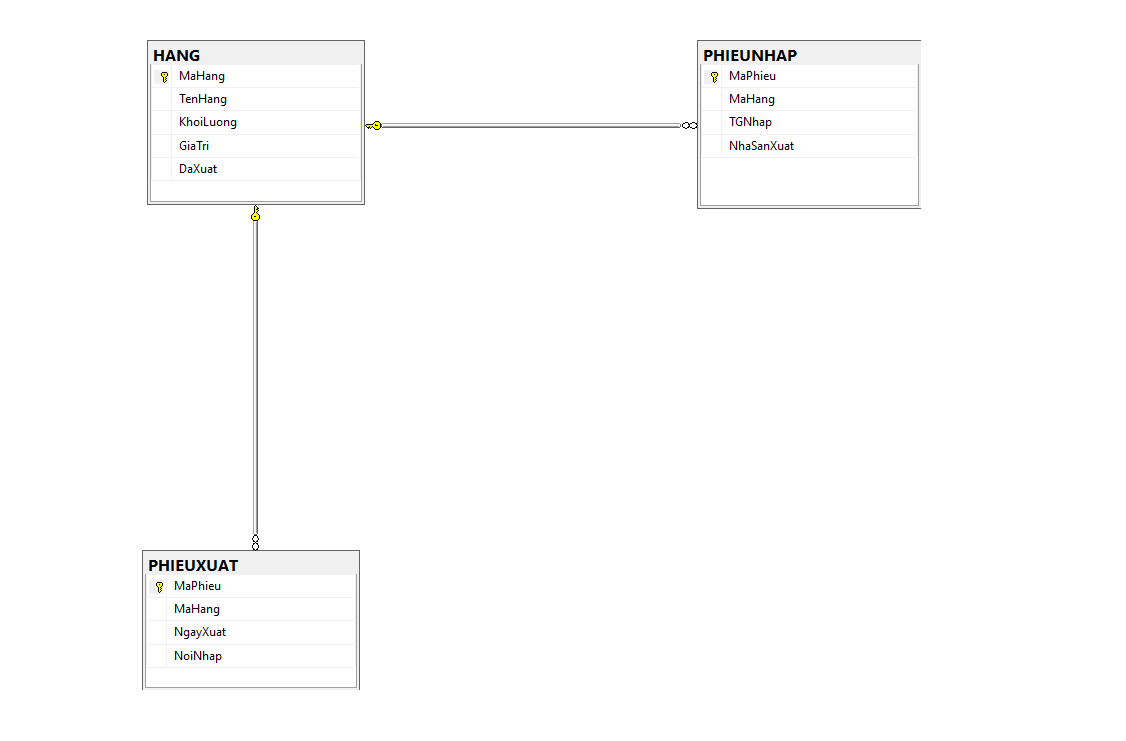 HANG
MaHang
TenHang
KhoiLuong
GiaTri
DaXuat
PHIEUNHAP
MaPhieu
MaHang
TGNhap
NhaSanXuat
PHIEUXUAT
MaPhieu
MaHang
NgayXuat
NoiNhap